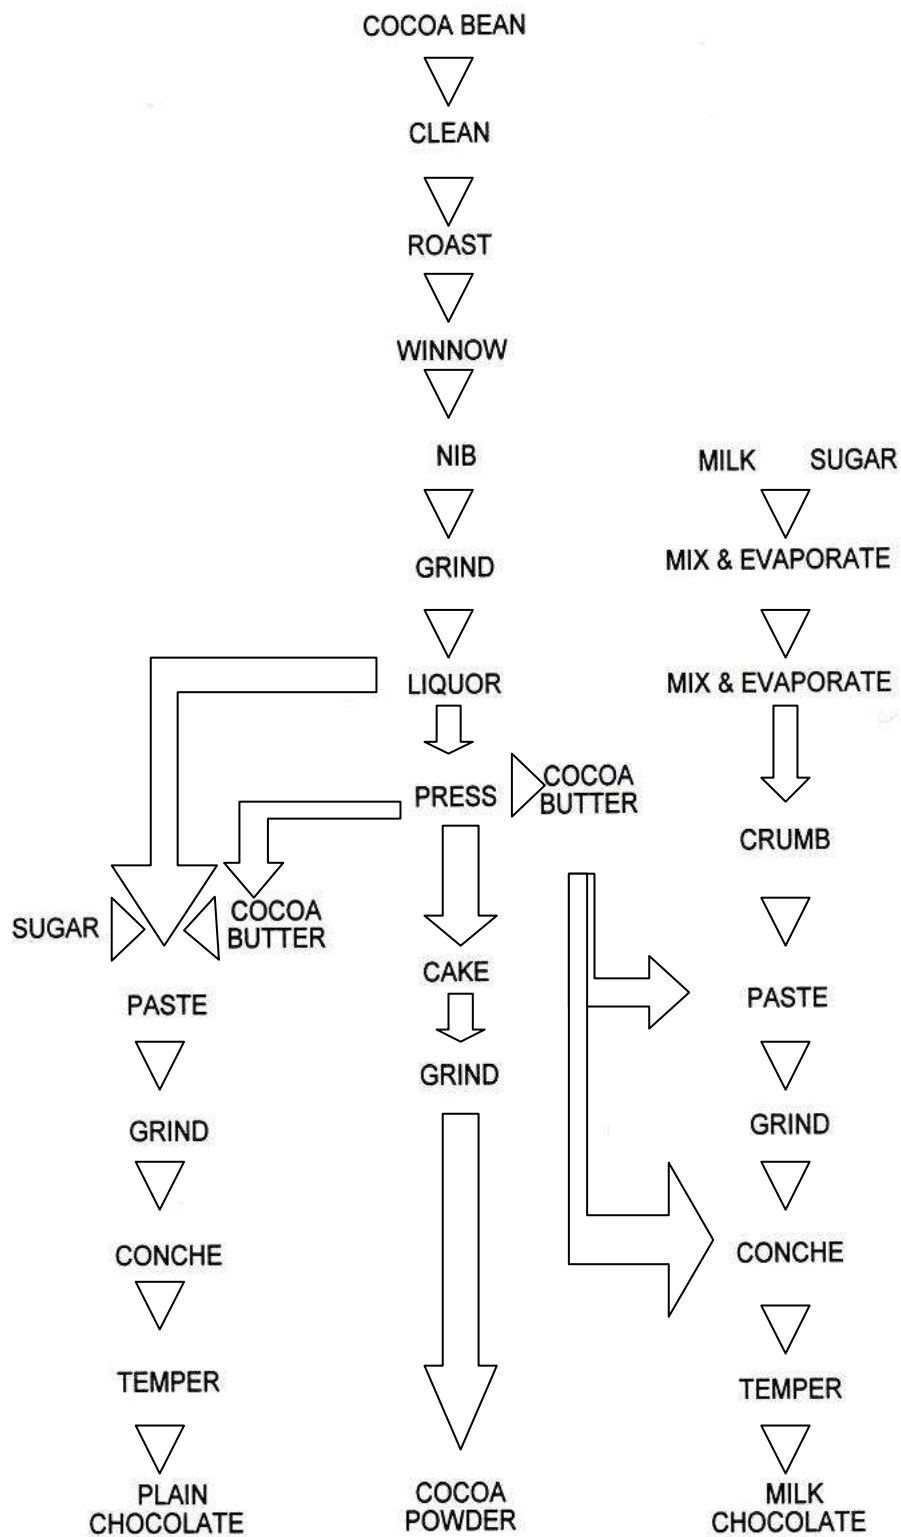 COCOA BEAN
CLEAN
ROAST
WINNOW
NIB
MILK SUGAR
GRIND
MIX & EVAPORATE
LIQUOR
MIX & EVAPORATE
PRESS
COCOA
BUTTER
CRUMB
SUGAR
COCOA
BUTTER
CAKE
PASTE
PASTE
GRIND
GRIND
GRIND
CONCHE
CONCHE
TEMPER
TEMPER
PLAIN
CHOCOLATE
COCOA
POWDER
MILK
CHOCOLATE